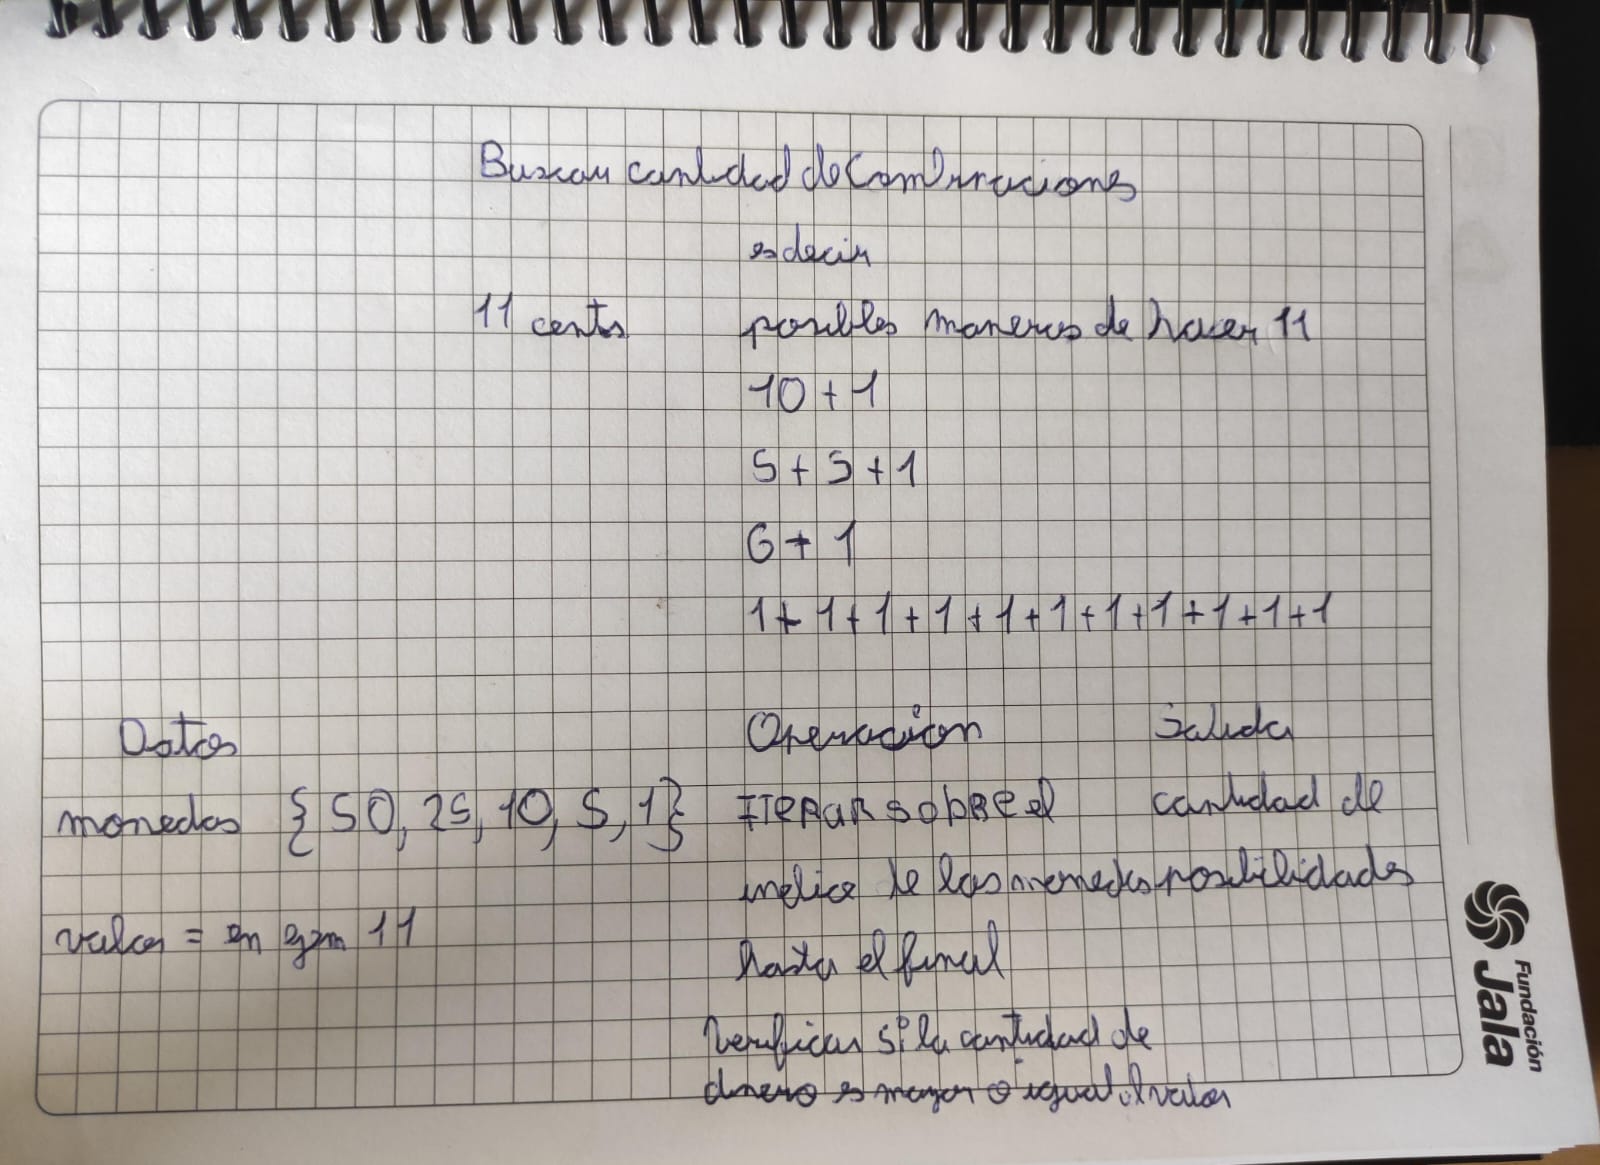 Buscar cantidad de Combinaciones
es decir
11 cents posibles maneras de hacer 11
10 + 1
5 + 5 + 1
6 + 1
1 + 1 + 1 + 1 + 1 + 1 + 1 + 1 + 1 + 1 + 1
Datos Operacion Salida
monedas {50, 25, 10, 5, 1} ITERAR SOBRE el cantidad de
indice de las monedas posibilidades
valor = en ejem 11
hasta el final
Verificar si la cantidad de
dinero es mayor o igual al valor
Fundación
Jala